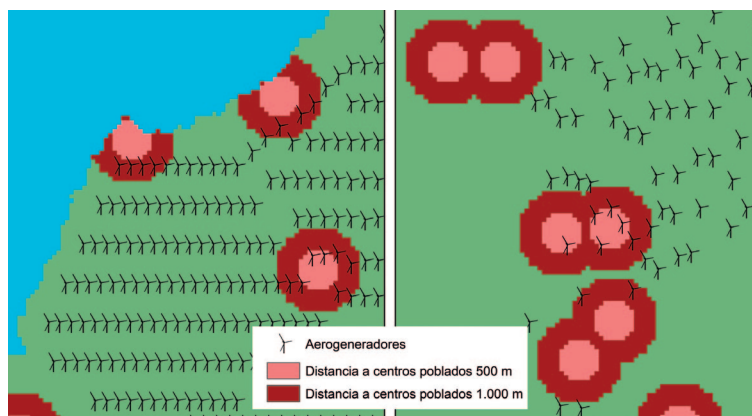 Aerogeneradores
Distancia a centros poblados 500 m
Distancia a centros poblados 1.000 m